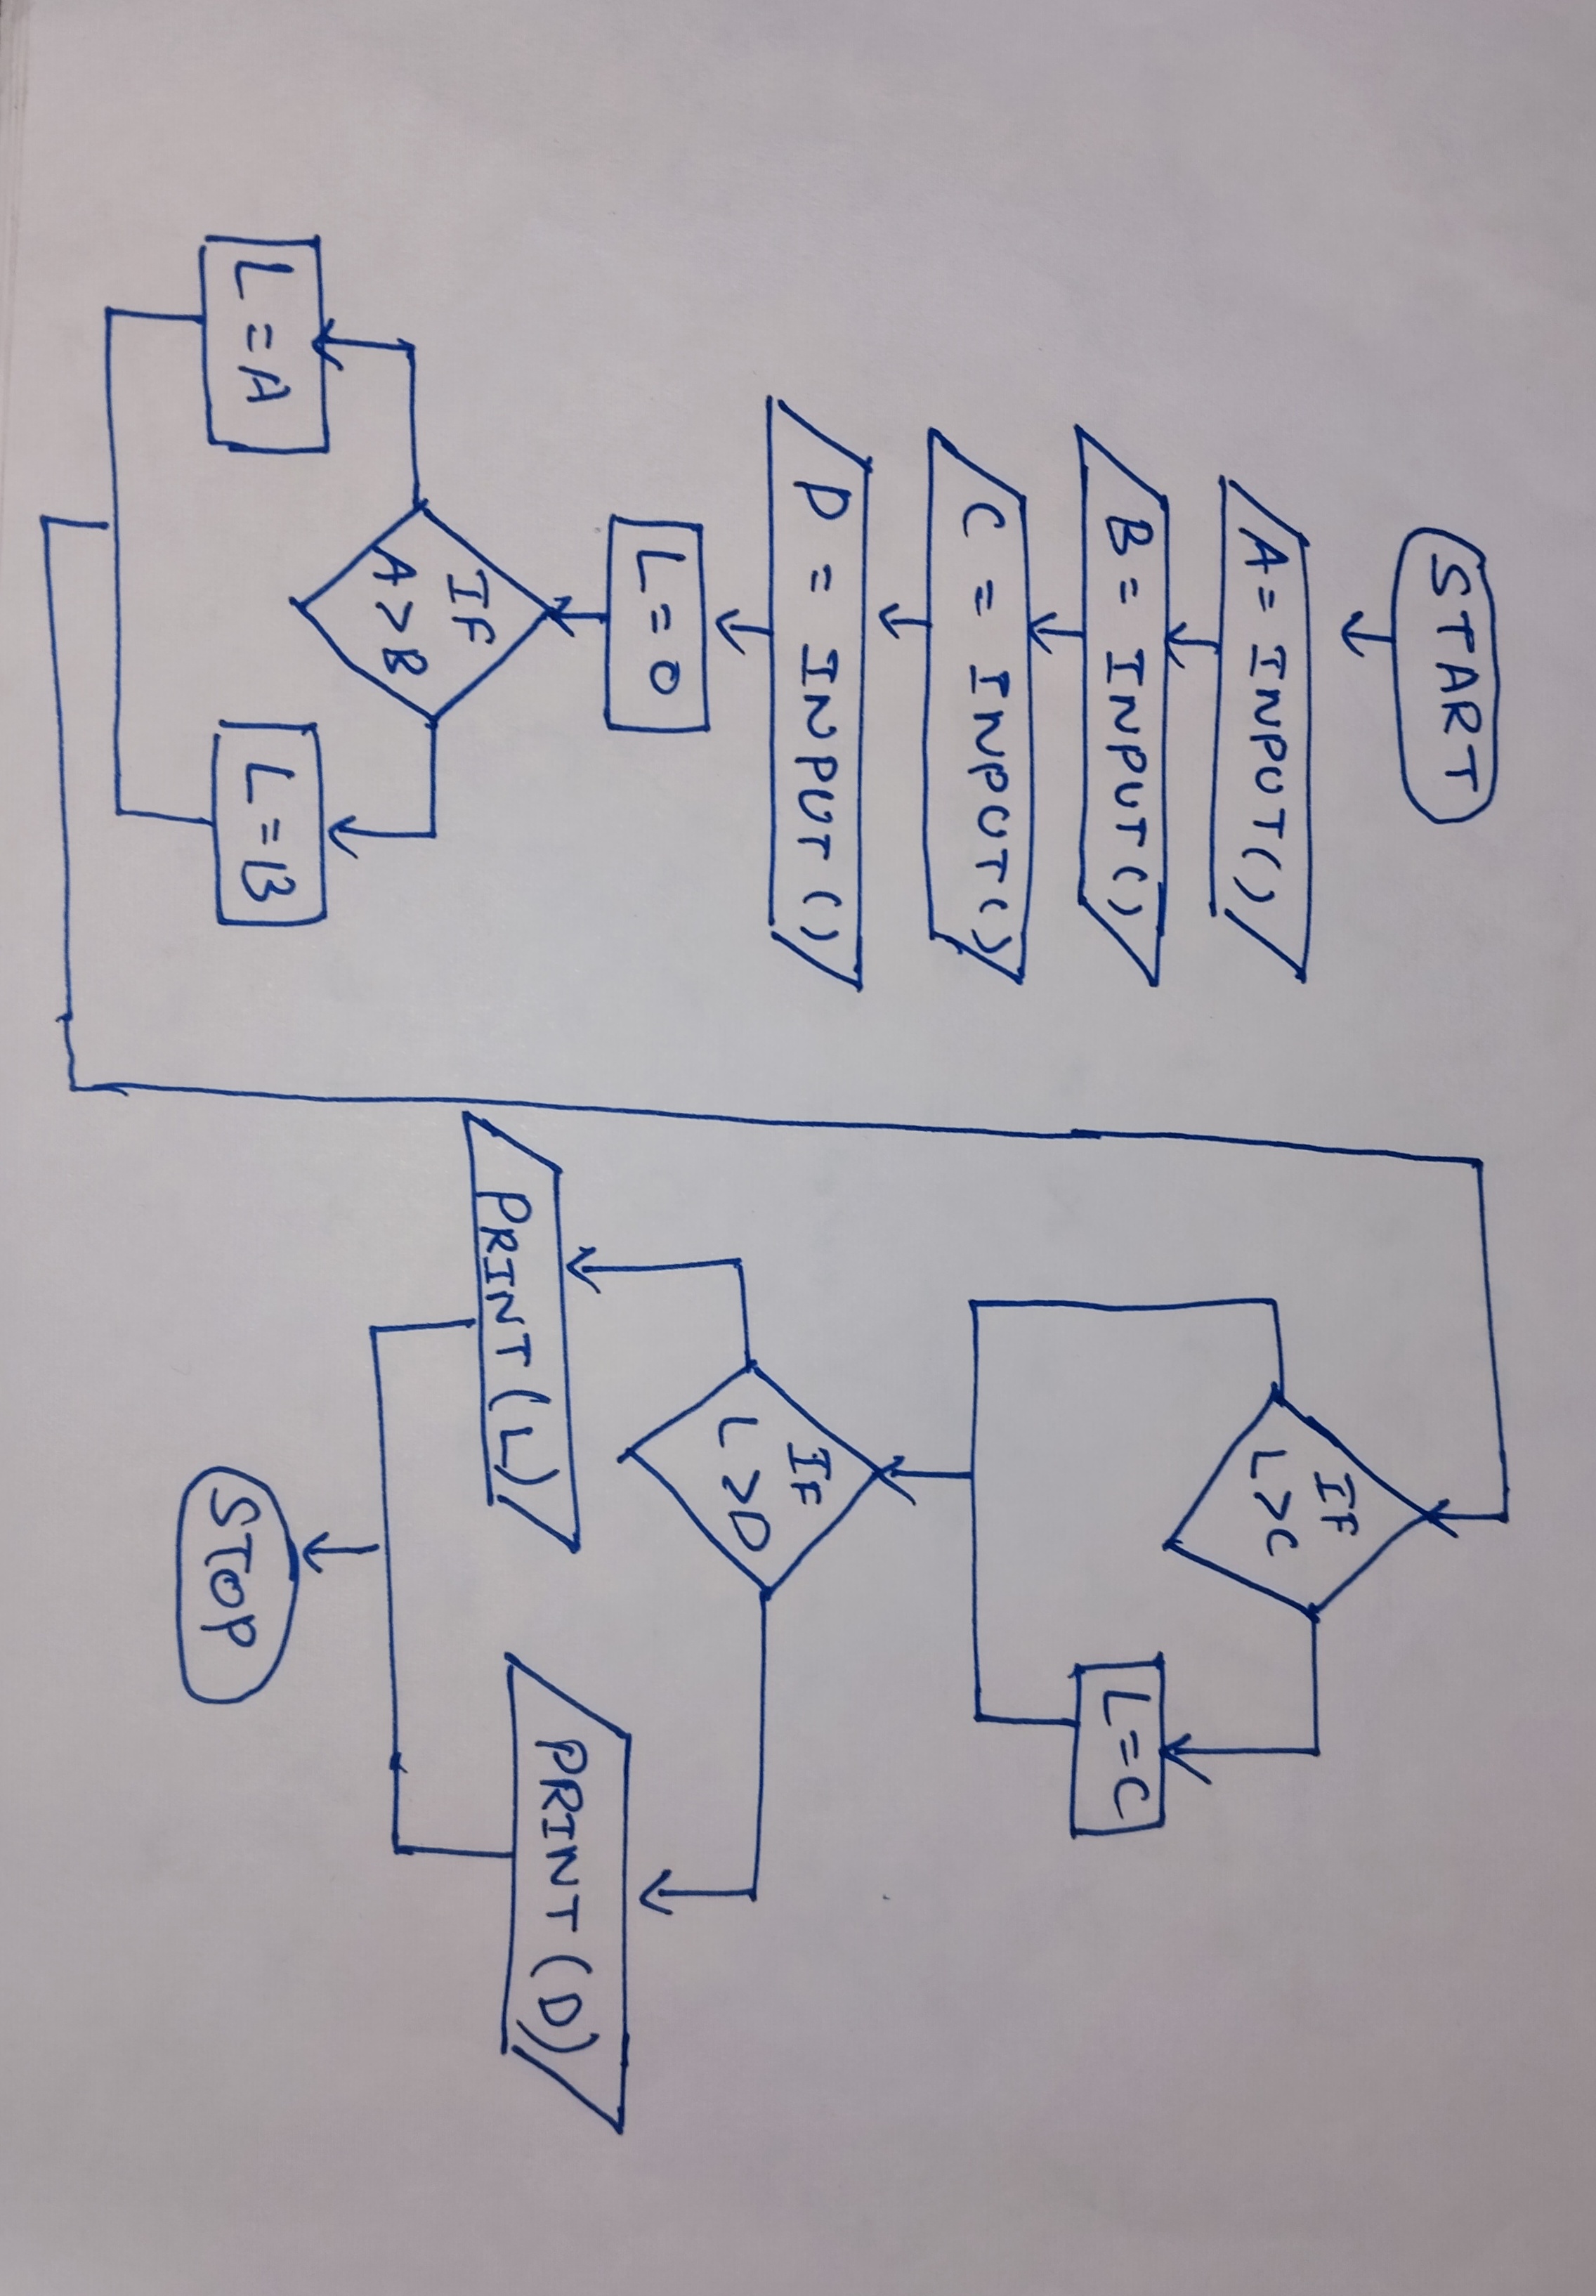 START
A = INPUT()
B = INPUT()
C = INPUT()
D = INPUT()
L = 0
IF
A > B
L = A
L = B
IF
L > C
L = C
IF
L > D
PRINT (L)
PRINT (D)
STOP